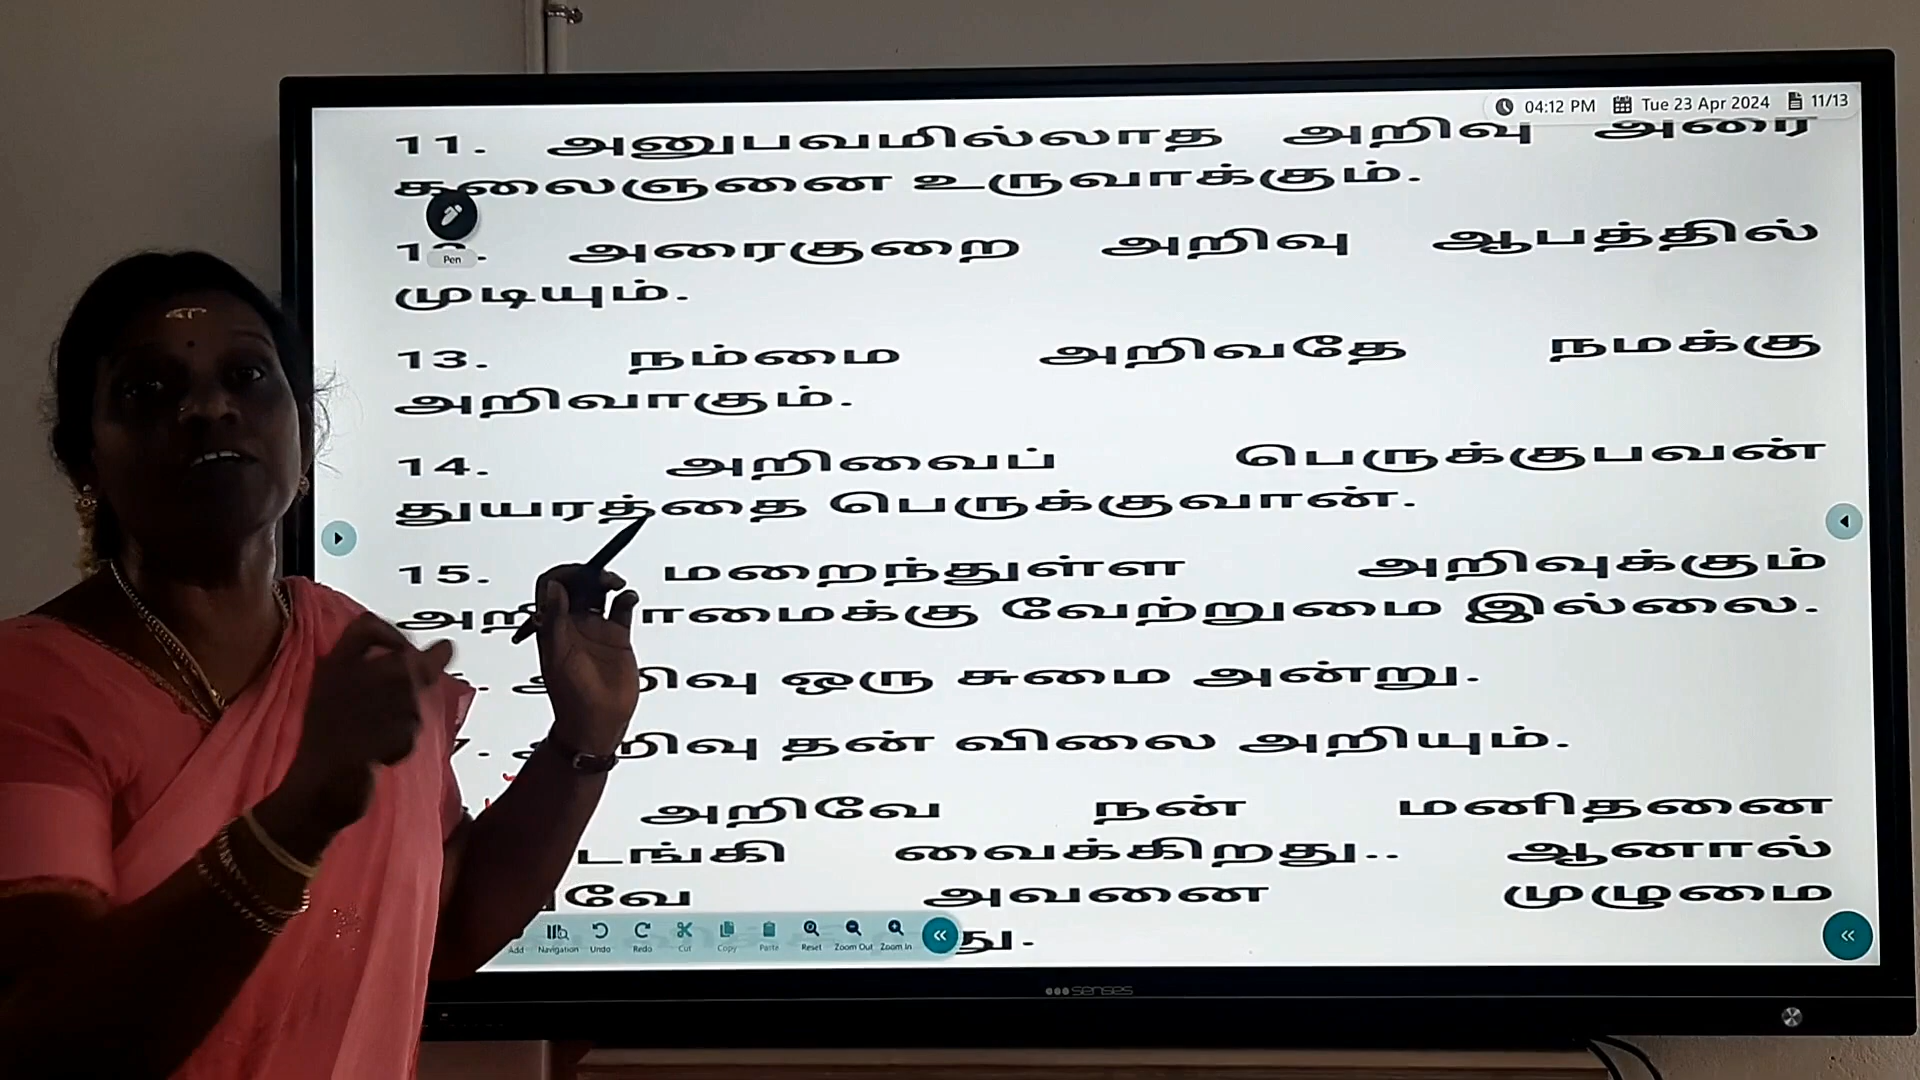 04:12 PM Tue 23 Apr 2024 11/13
11. அனுபவமில்லாத அறிவு அரை
கலைஞனை உருவாக்கும்.
Pen
அரைகுறை அறிவு ஆபத்தில்
முடியும்.
13. நம்மை அறிவதே நமக்கு
அறிவாகும்.
14. அறிவைப் பெருக்குபவன்
துயரத்தை பெருக்குவான்.
15. மறைந்துள்ள அறிவுக்கும்
வேற்றுமை இல்லை.
ஒரு சுமை அன்று.
தன் விலை அறியும்.
அறிவே நன் மனிதனை
வைக்கிறது.. ஆனால்
அவனை முழுமை
Add Navigation Undo Redo Cut Copy Paste Reset Zoom Out Zoom In
senses